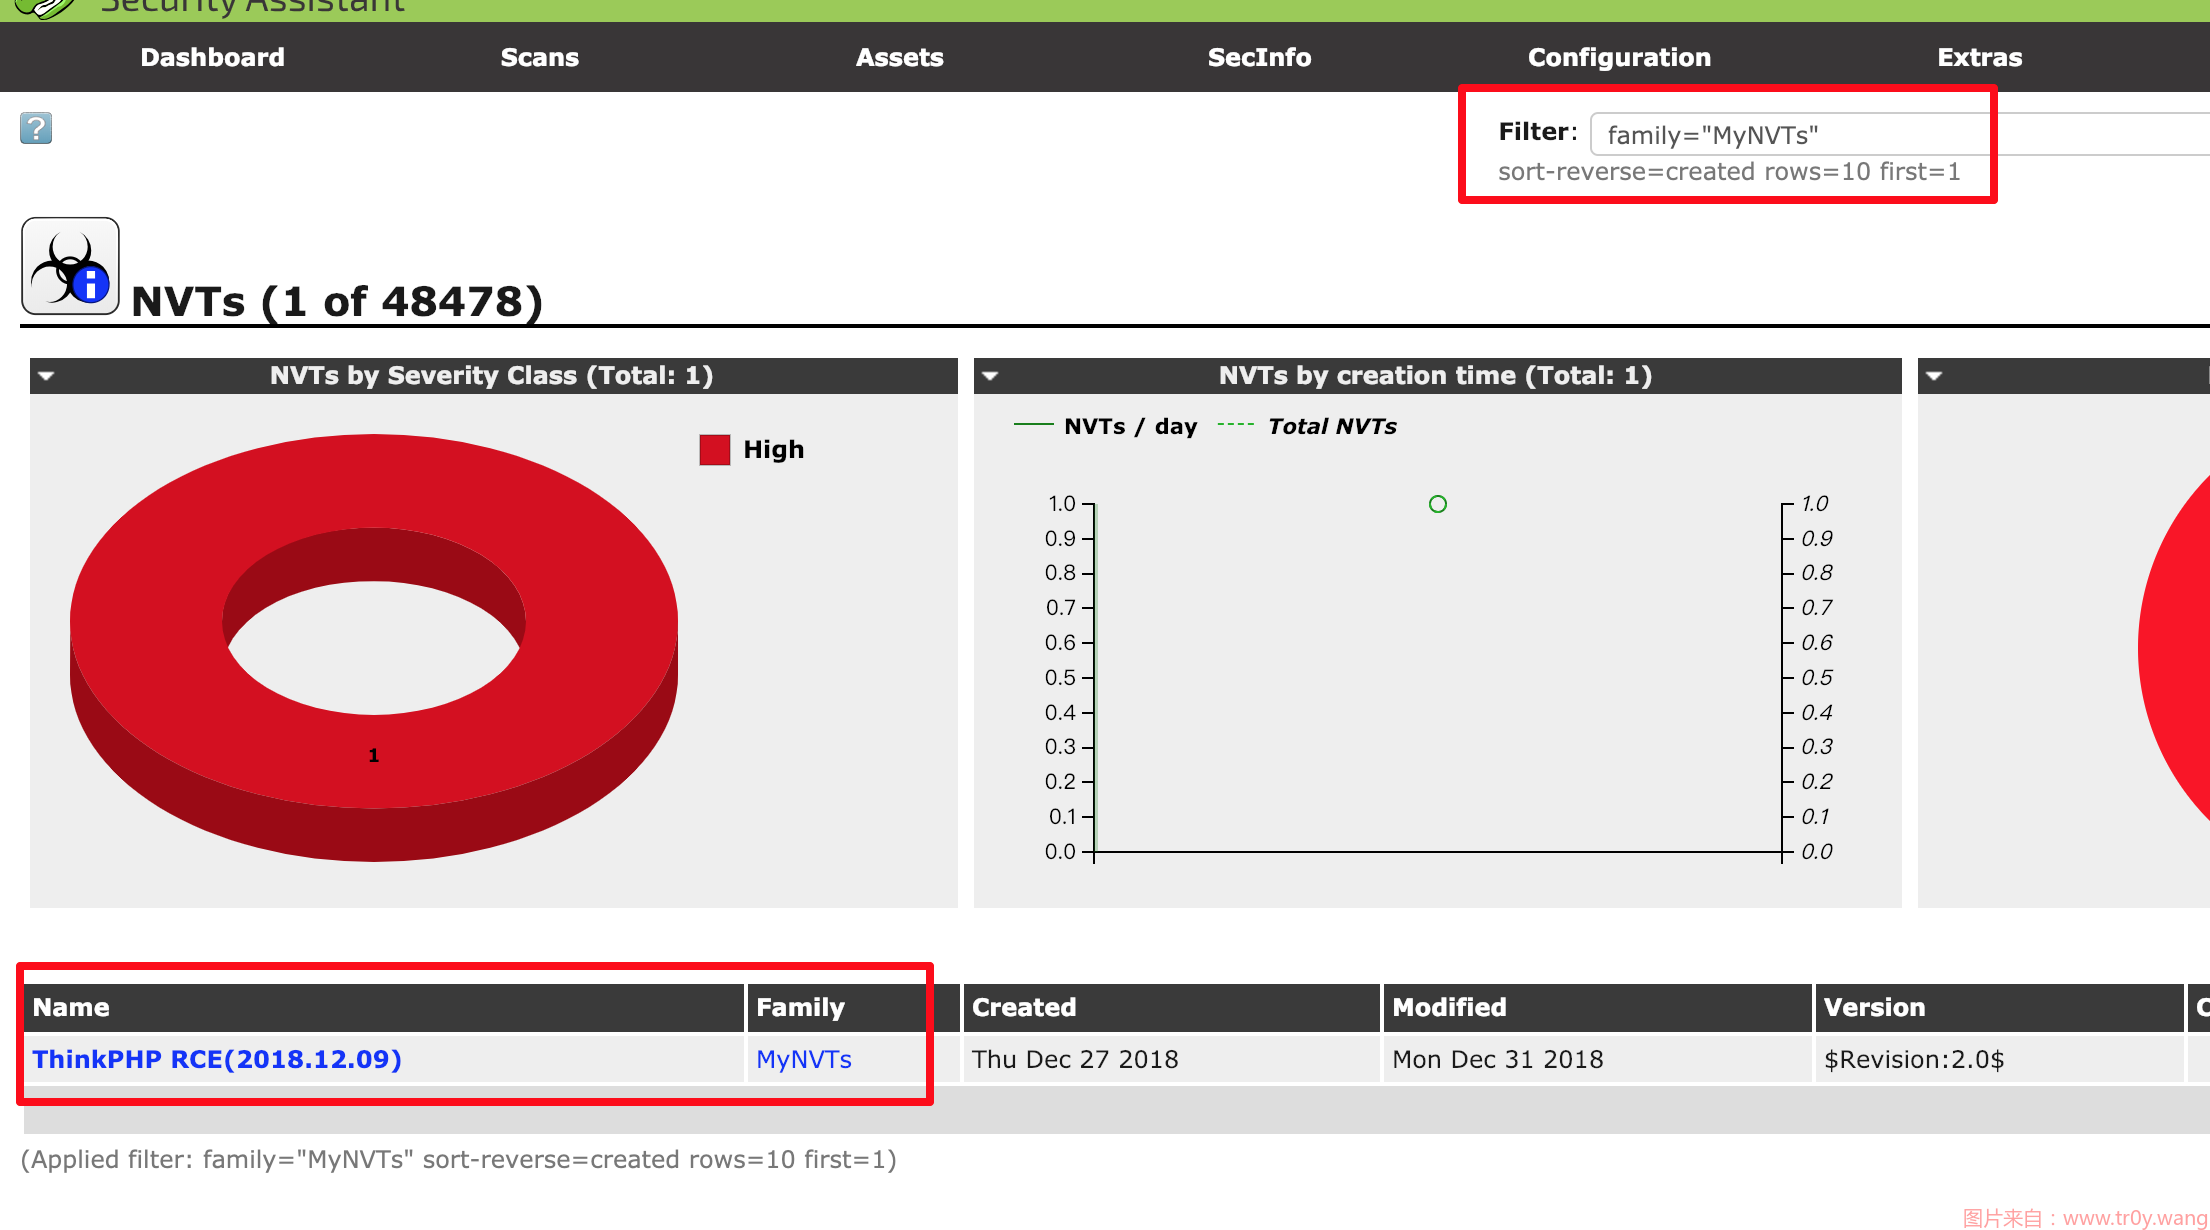 Security Assistant
Dashboard Scans Assets SecInfo Configuration Extras
?
Filter: family="MyNVTs"
sort-reverse=created rows=10 first=1
NVTs (1 of 48478)
NVTs by Severity Class (Total: 1)
High
1
NVTs by creation time (Total: 1)
NVTs / day Total NVTs
1.0 1.0
0.9 0.9
0.8 0.8
0.7 0.7
0.6 0.6
0.5 0.5
0.4 0.4
0.3 0.3
0.2 0.2
0.1 0.1
0.0 0.0
Name Family Created Modified Version
ThinkPHP RCE(2018.12.09) MyNVTs Thu Dec 27 2018 Mon Dec 31 2018 $Revision:2.0$
(Applied filter: family="MyNVTs" sort-reverse=created rows=10 first=1)
图片来自：www.tr0y.wang